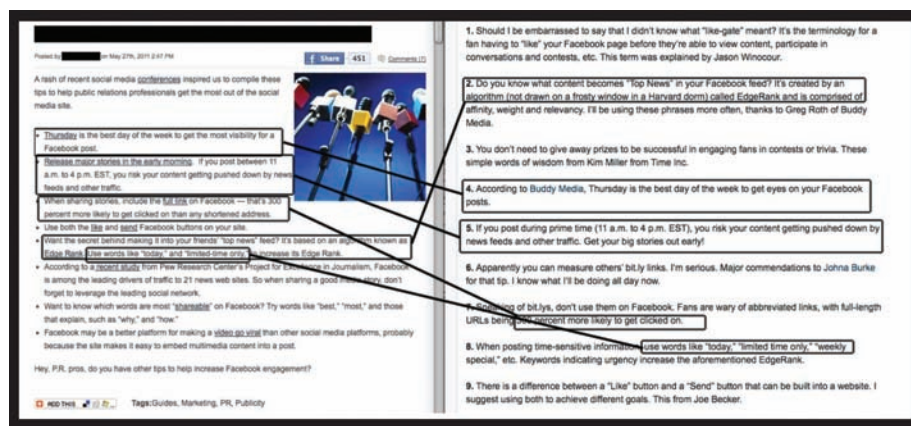 Posted by on May 27th, 2011 2:47 PM
Share 451 Comments (7)
A rash of recent social media conferences inspired us to compile these
tips to help public relations professionals get the most out of the social
media site.
• Thursday is the best day of the week to get the most visibility for a
Facebook post.
• Release major stories in the early morning. If you post between 11
a.m. to 4 p.m. EST, you risk your content getting pushed down by news
feeds and other traffic.
• When sharing stories, include the full link on Facebook — that's 300
percent more likely to get clicked on than any shortened address.
• Use both the like and send Facebook buttons on your site.
• Want the secret behind making it into your friends' "top news" feed? It's based on an algorithm known as
Edge Rank. Use words like "today," and "limited-time only," to increase its Edge Rank.
• According to a recent study from Pew Research Center's Project for Excellence in Journalism, Facebook
is among the leading drivers of traffic to 21 news web sites. So when sharing a good media story, don't
forget to leverage the leading social network.
• Want to know which words are most "shareable" on Facebook? Try words like "best," "most," and those
that explain, such as "why," and "how."
• Facebook may be a better platform for making a video go viral than other social media platforms, probably
because the site makes it easy to embed multimedia content into a post.
Hey, P.R. pros, do you have other tips to help increase Facebook engagement?
ADD THIS Tags:Guides, Marketing, PR, Publicity
1. Should I be embarrassed to say that I didn't know what "like-gate" meant? It's the terminology for a
fan having to "like" your Facebook page before they're able to view content, participate in
conversations and contests, etc. This term was explained by Jason Winocour.
2. Do you know what content becomes "Top News" in your Facebook feed? It's created by an
algorithm (not drawn on a frosty window in a Harvard dorm) called EdgeRank and is comprised of
affinity, weight and relevancy. I'll be using these phrases more often, thanks to Greg Roth of Buddy
Media.
3. You don't need to give away prizes to be successful in engaging fans in contests or trivia. These
simple words of wisdom from Kim Miller from Time Inc.
4. According to Buddy Media, Thursday is the best day of the week to get eyes on your Facebook
posts.
5. If you post during prime time (11 a.m. to 4 p.m. EST), you risk your content getting pushed down by
news feeds and other traffic. Get your big stories out early!
6. Apparently you can measure others' bit.ly links. I'm serious. Major commendations to Johna Burke
for that tip. I know what I'll be doing all day now.
7. Speaking of bit.lys, don't use them on Facebook. Fans are wary of abbreviated links, with full-length
URLs being 300 percent more likely to get clicked on.
8. When posting time-sensitive information, use words like "today," "limited time only," "weekly
special," etc. Keywords indicating urgency increase the aforementioned EdgeRank.
9. There is a difference between a "Like" button and a "Send" button that can be built into a website. I
suggest using both to achieve different goals. This from Joe Becker.